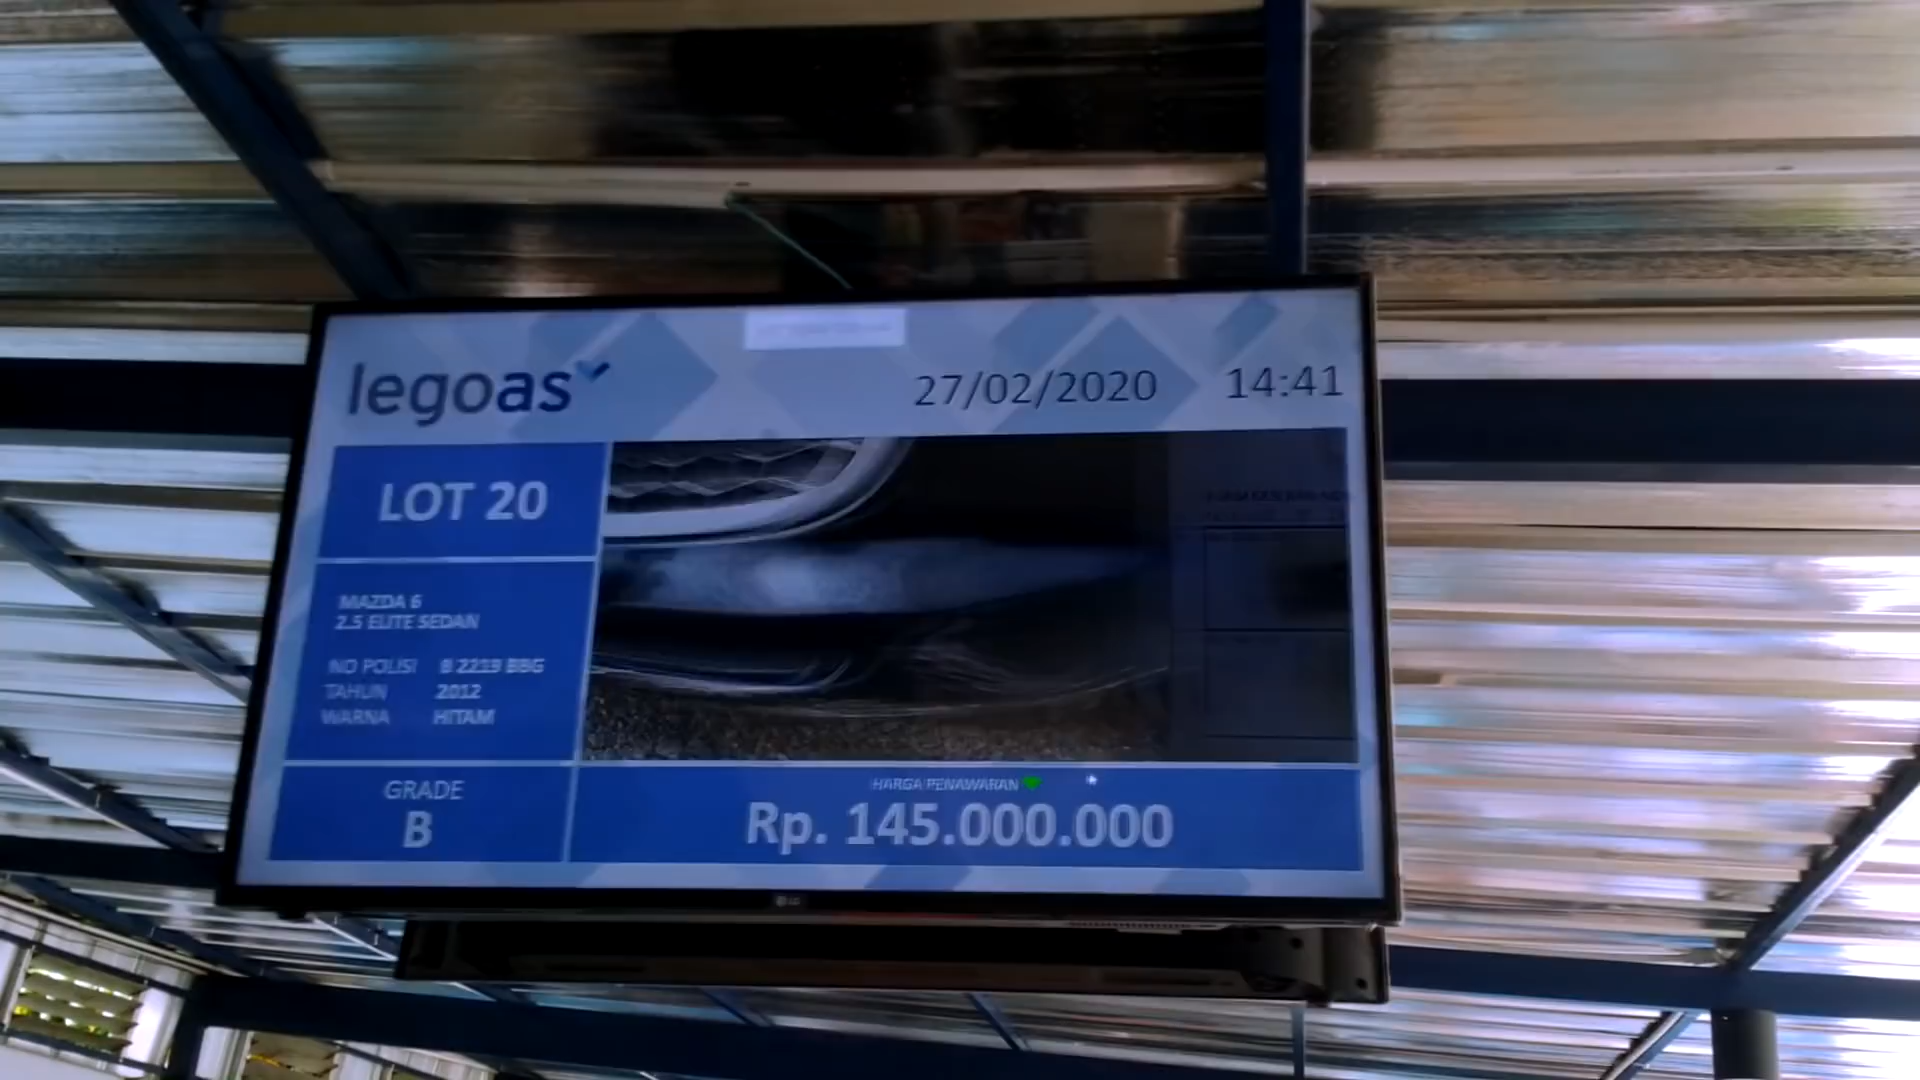 legoas
27/02/2020 14:41
LOT 20
MAZDA 6
2.5 ELITE SEDAN
NO POLISI B 2219 BBG
TAHUN 2012
WARNA HITAM
GRADE
B
HARGA PENAWARAN
Rp. 145.000.000
LG